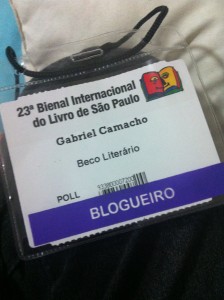 23ª Bienal Internacional
do Livro de São Paulo
Gabriel Camacho
Beco Literário
POLL
BLOGUEIRO